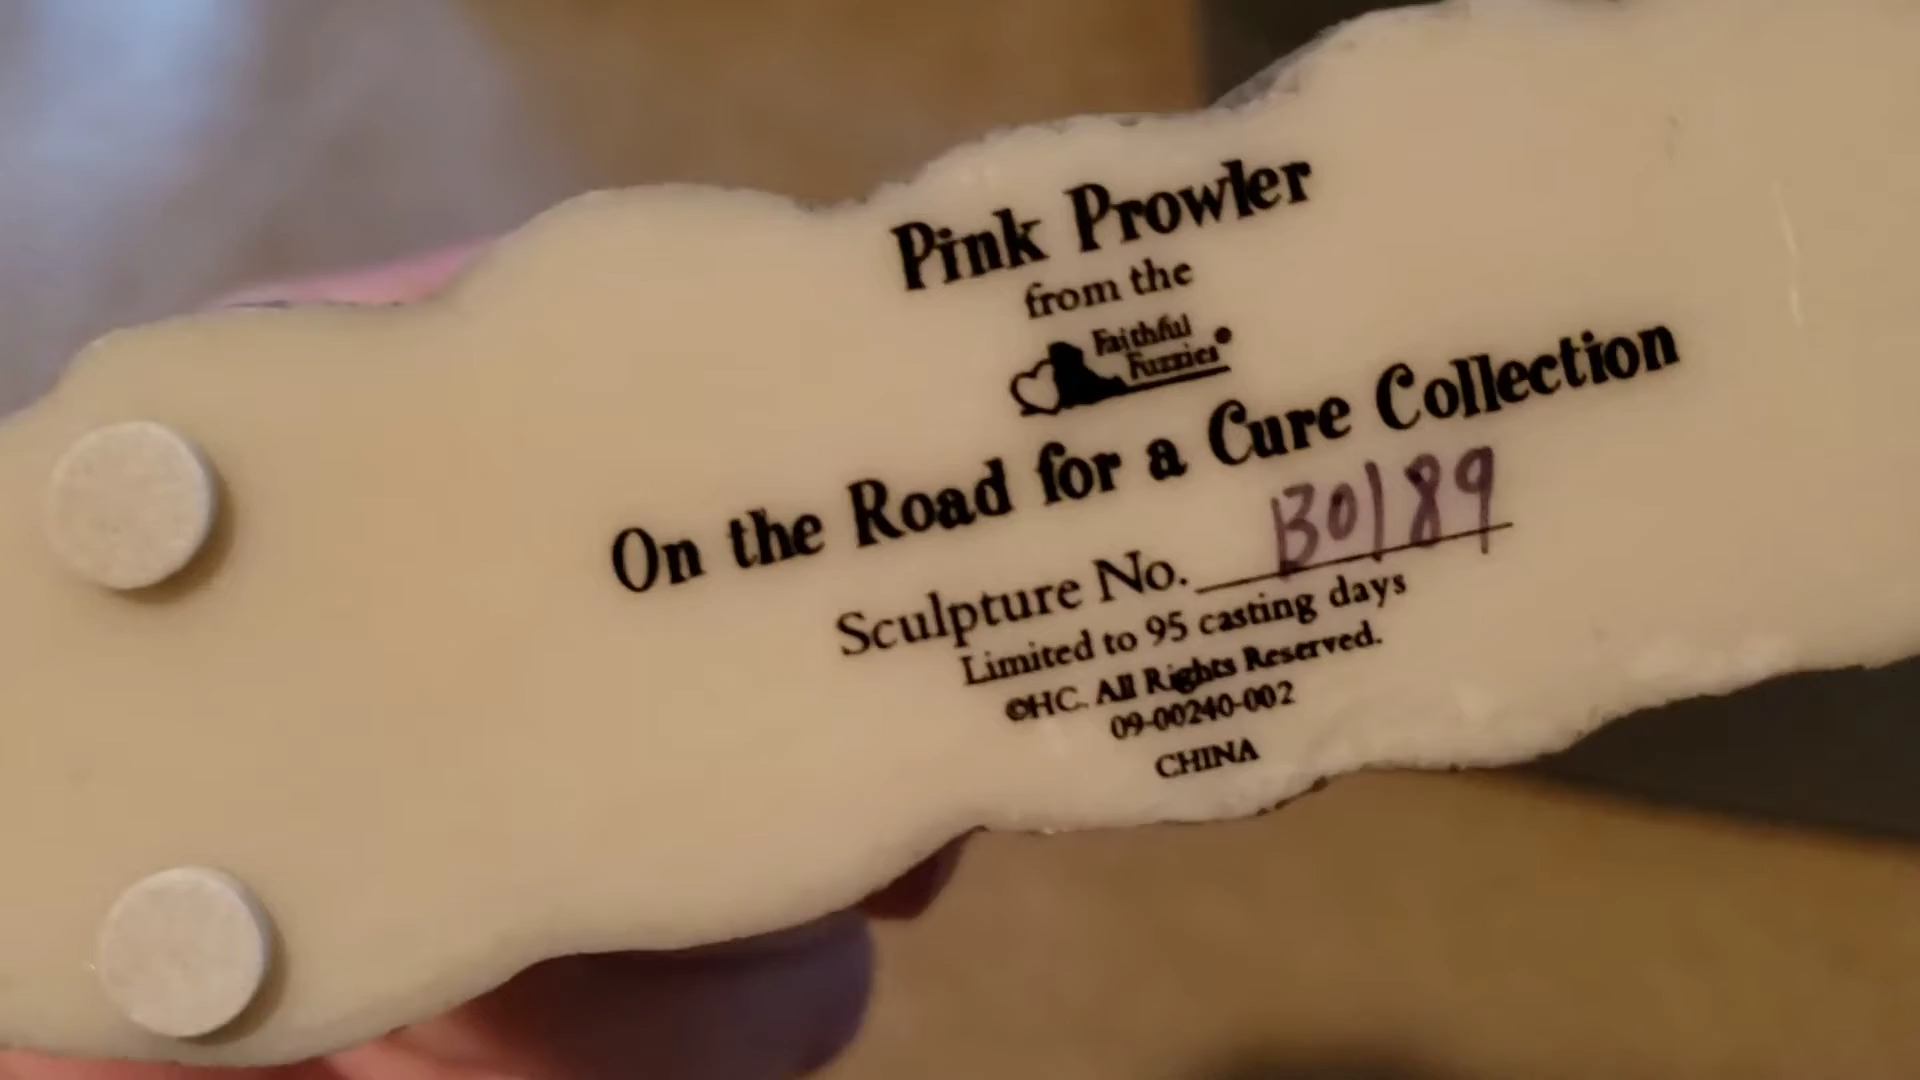 Pink Prowler
from the
Faithful
Fuzzies®
On the Road for a Cure Collection
Sculpture No. B0189
Limited to 95 casting days
©HC. All Rights Reserved.
09-00240-002
CHINA